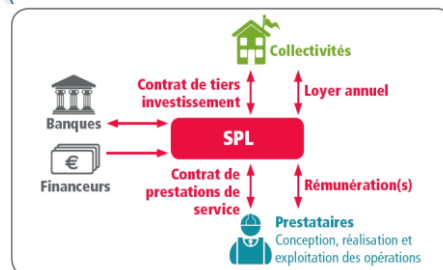 Collectivités
Contrat de tiers
investissement
Loyer annuel
Banques
SPL
€
Financeurs
Contrat de
prestations de
service
Rémunération(s)
Prestataires
Conception, réalisation et
exploitation des opérations